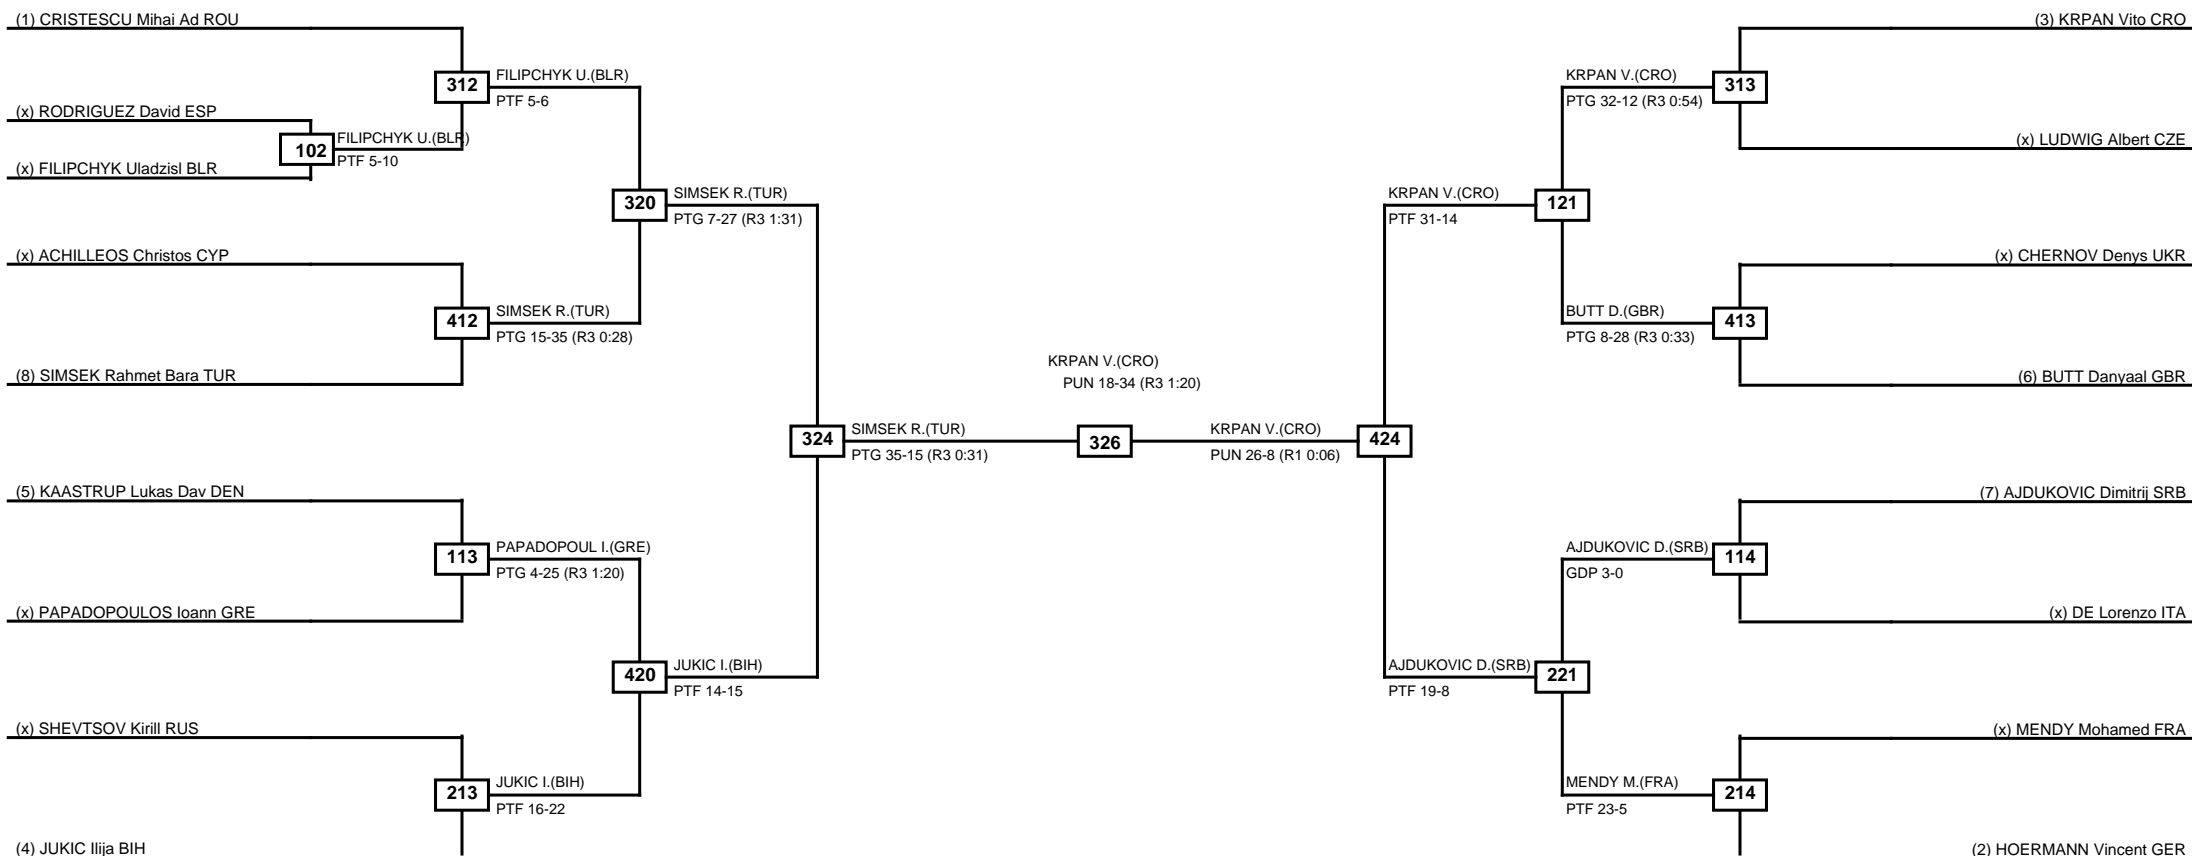 (1) CRISTESCU Mihai Ad ROU
(3) KRPAN Vito CRO
312
FILIPCHYK U.(BLR)
PTF 5-6
KRPAN V.(CRO)
PTG 32-12 (R3 0:54)
313
(x) RODRIGUEZ David ESP
102
FILIPCHYK U.(BLR)
PTF 5-10
(x) LUDWIG Albert CZE
(x) FILIPCHYK Uladzisl BLR
320
SIMSEK R.(TUR)
PTG 7-27 (R3 1:31)
KRPAN V.(CRO)
PTF 31-14
121
(x) ACHILLEOS Christos CYP
(x) CHERNOV Denys UKR
412
SIMSEK R.(TUR)
PTG 15-35 (R3 0:28)
BUTT D.(GBR)
PTG 8-28 (R3 0:33)
413
KRPAN V.(CRO)
PUN 18-34 (R3 1:20)
(8) SIMSEK Rahmet Bara TUR
(6) BUTT Danyaal GBR
324
SIMSEK R.(TUR)
PTG 35-15 (R3 0:31)
326
KRPAN V.(CRO)
PUN 26-8 (R1 0:06)
424
(5) KAASTRUP Lukas Dav DEN
(7) AJDUKOVIC Dimitrij SRB
113
PAPADOPOUL I.(GRE)
PTG 4-25 (R3 1:20)
AJDUKOVIC D.(SRB)
GDP 3-0
114
(x) PAPADOPOULOS Ioann GRE
(x) DE Lorenzo ITA
420
JUKIC I.(BIH)
PTF 14-15
AJDUKOVIC D.(SRB)
PTF 19-8
221
(x) SHEVTSOV Kirill RUS
(x) MENDY Mohamed FRA
213
JUKIC I.(BIH)
PTF 16-22
MENDY M.(FRA)
PTF 23-5
214
(4) JUKIC Ilija BIH
(2) HOERMANN Vincent GER